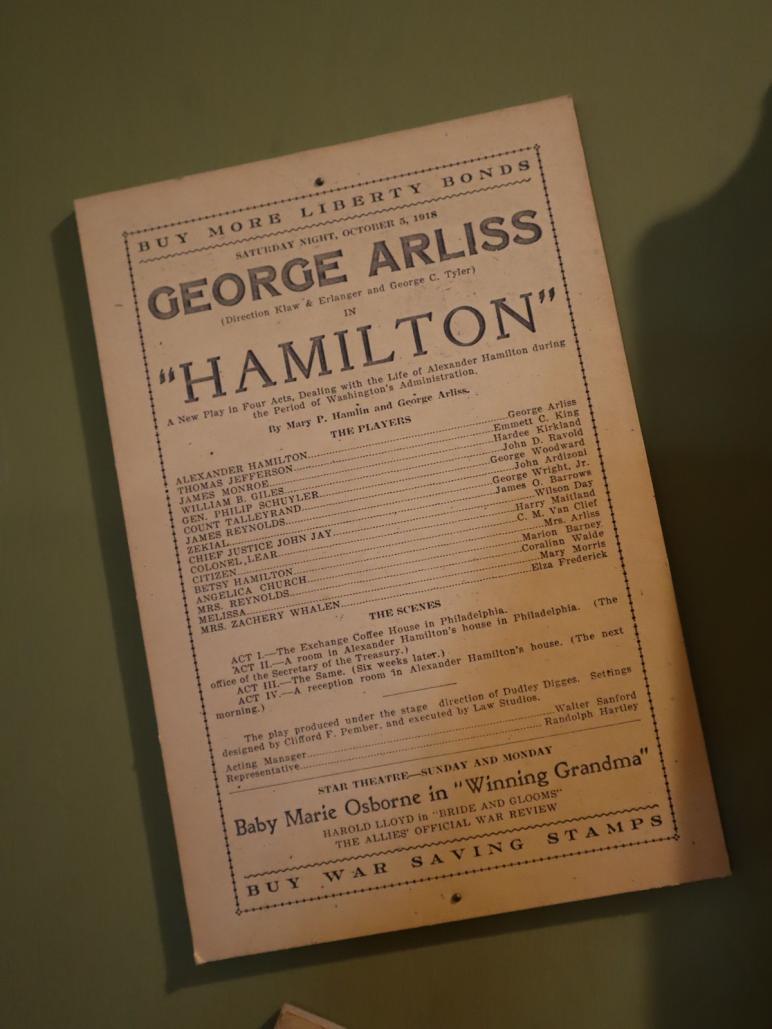 BUY MORE LIBERTY BONDS
SATURDAY NIGHT, OCTOBER 5, 1918
GEORGE ARLISS
(Direction Klaw & Erlanger and George C. Tyler)
IN
"HAMILTON"
A New Play in Four Acts, Dealing with the Life of Alexander Hamilton during
the Period of Washington's Administration.
By Mary P. Hamlin and George Arliss.
THE PLAYERS
ALEXANDER HAMILTON........George Arliss
THOMAS JEFFERSON........Emmett C. King
JAMES MONROE........Hardee Kirkland
WILLIAM B. GILES........John D. Ravold
GEN. PHILIP SCHUYLER........George Woodward
COUNT TALLEYRAND........John Ardizoni
JAMES REYNOLDS........George Wright, Jr.
ZEKIAL........James O. Barrows
CHIEF JUSTICE JOHN JAY........Wilson Day
COLONEL LEAR........Harry Maitland
CITIZEN........C. M. Van Clief
BETSY HAMILTON........Mrs. Arliss
ANGELICA CHURCH........Marion Barney
MRS. REYNOLDS........Coralinn Waide
MELISSA........Mary Morris
MRS. ZACHERY WHALEN........Elza Frederick
THE SCENES
ACT I.—The Exchange Coffee House in Philadelphia.
ACT II.—A room in Alexander Hamilton's house in Philadelphia. (The
office of the Secretary of the Treasury.)
ACT III.—The Same. (Six weeks later.)
ACT IV.—A reception room in Alexander Hamilton's house. (The next
morning.)
The play produced under the stage direction of Dudley Digges. Settings
designed by Clifford F. Pember, and executed by Law Studios.
Acting Manager........Walter Sanford
Representative........Randolph Hartley
STAR THEATRE—SUNDAY AND MONDAY
Baby Marie Osborne in "Winning Grandma"
HAROLD LLOYD in "BRIDE AND GLOOMS"
THE ALLIES' OFFICIAL WAR REVIEW
BUY WAR SAVING STAMPS